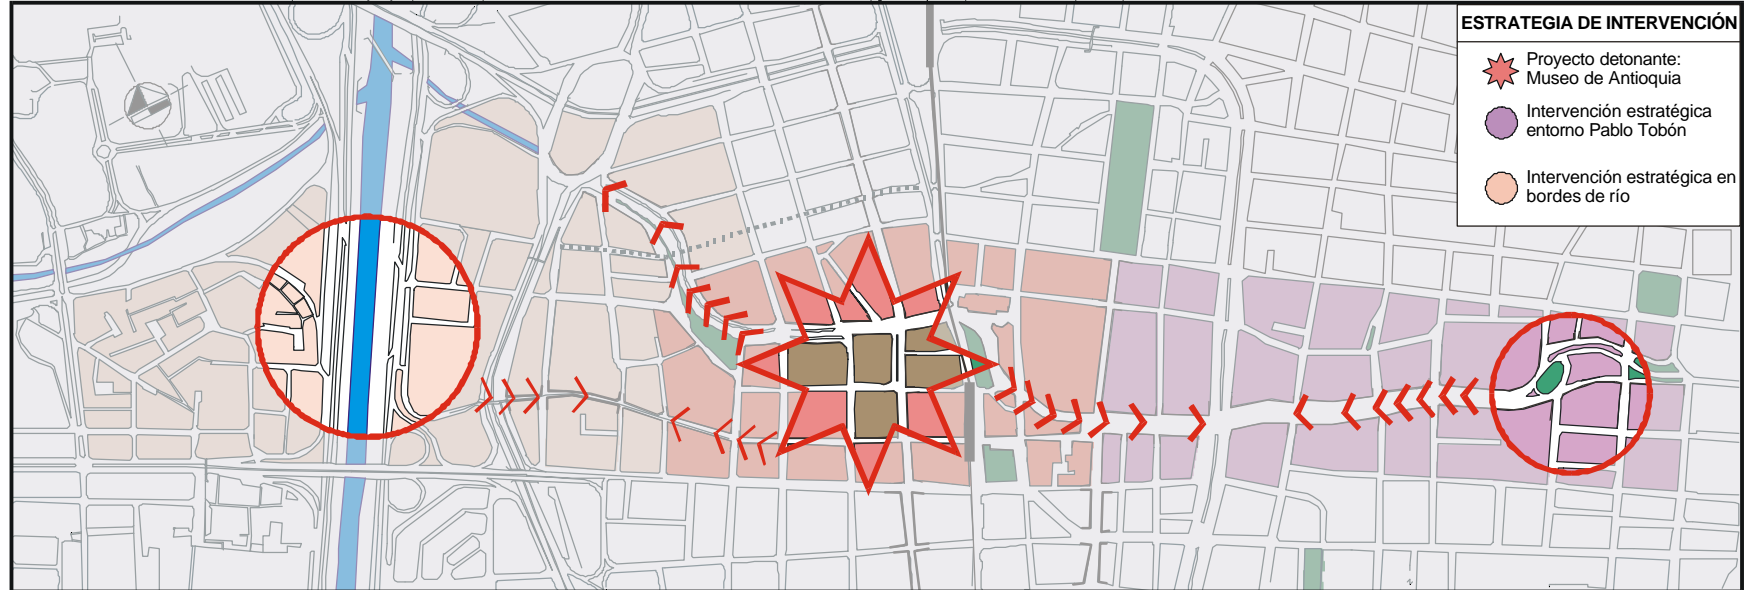 ESTRATEGIA DE INTERVENCIÓN
Proyecto detonante:
Museo de Antioquia
Intervención estratégica
entorno Pablo Tobón
Intervención estratégica en
bordes de río